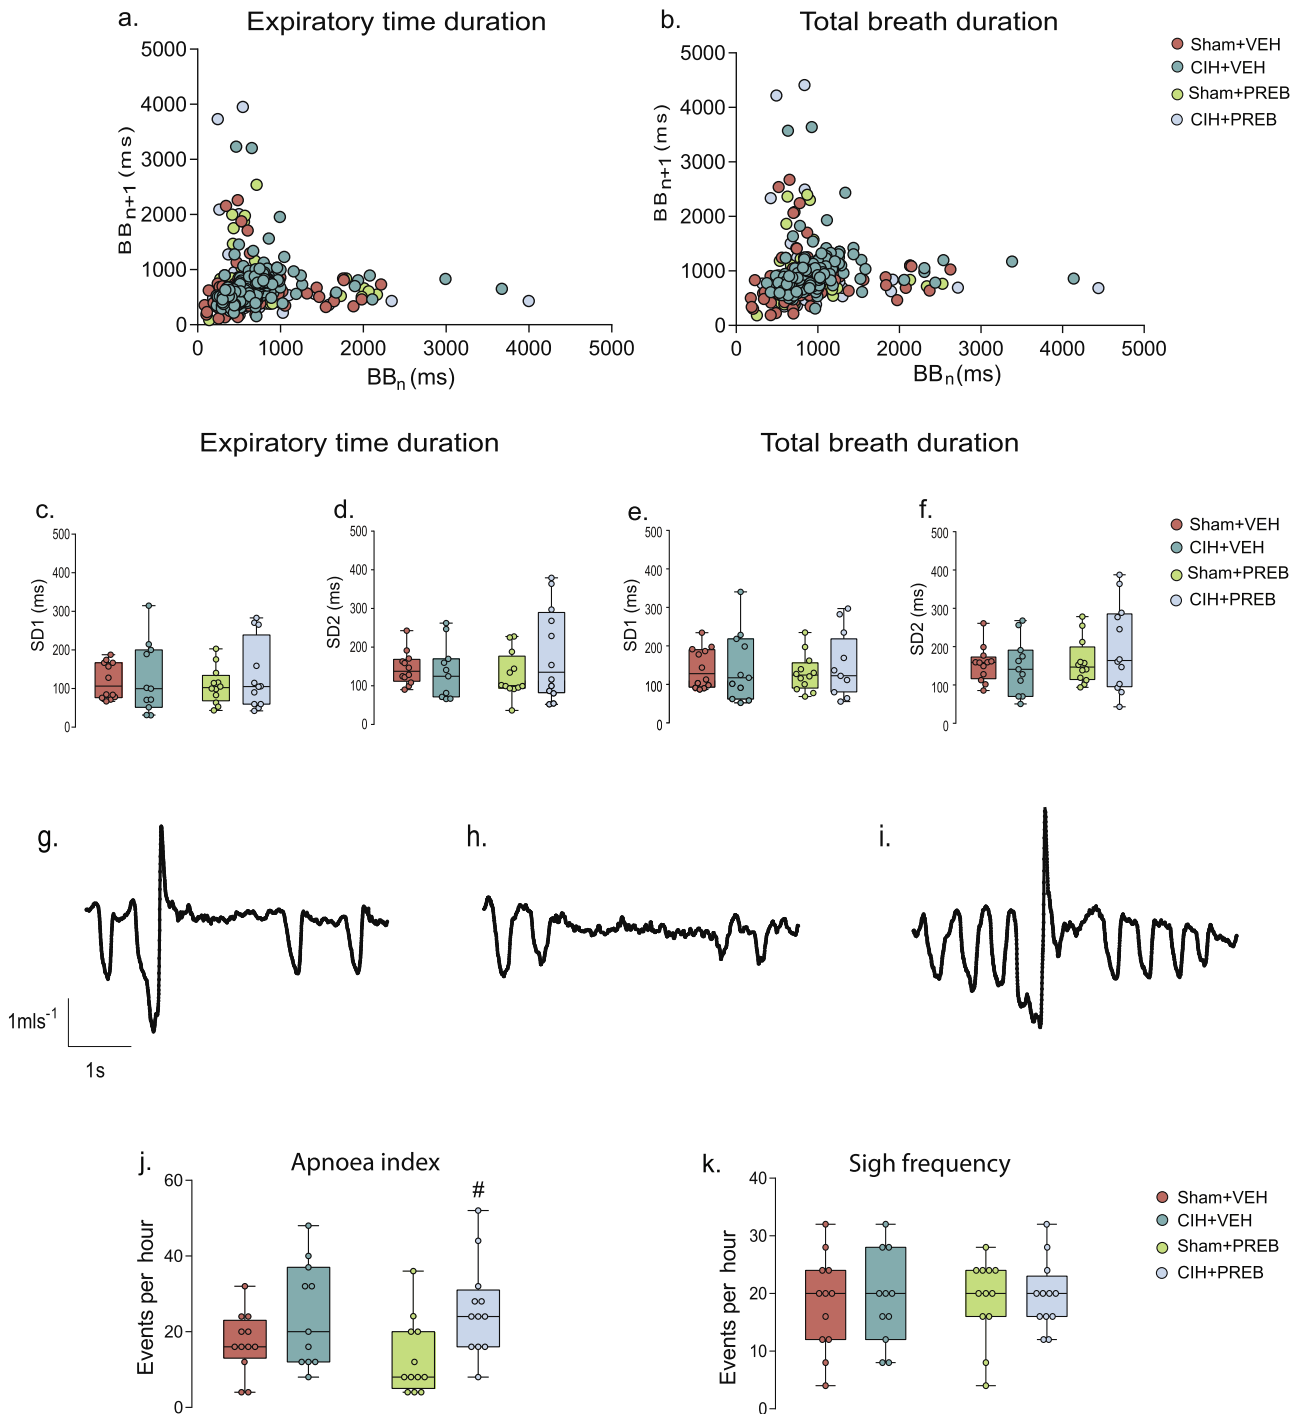 a. Expiratory time duration
5000
4000
3000
2000
1000
0
BBn+1 (ms)
0 1000 2000 3000 4000 5000
BBn (ms)
b. Total breath duration
5000
4000
3000
2000
1000
0
BBn+1 (ms)
0 1000 2000 3000 4000 5000
BBn(ms)
Sham+VEH
CIH+VEH
Sham+PREB
CIH+PREB
Expiratory time duration
Total breath duration
c.
500
400
300
200
100
0
SD1 (ms)
d.
500
400
300
200
100
0
SD2 (ms)
e.
500
400
300
200
100
0
SD1 (ms)
f.
500
400
300
200
100
0
SD2 (ms)
Sham+VEH
CIH+VEH
Sham+PREB
CIH+PREB
g.
h.
i.
1mls-1
1s
j. Apnoea index
60
40
20
0
Events per hour
#
k. Sigh frequency
40
30
20
10
0
Events per hour
Sham+VEH
CIH+VEH
Sham+PREB
CIH+PREB